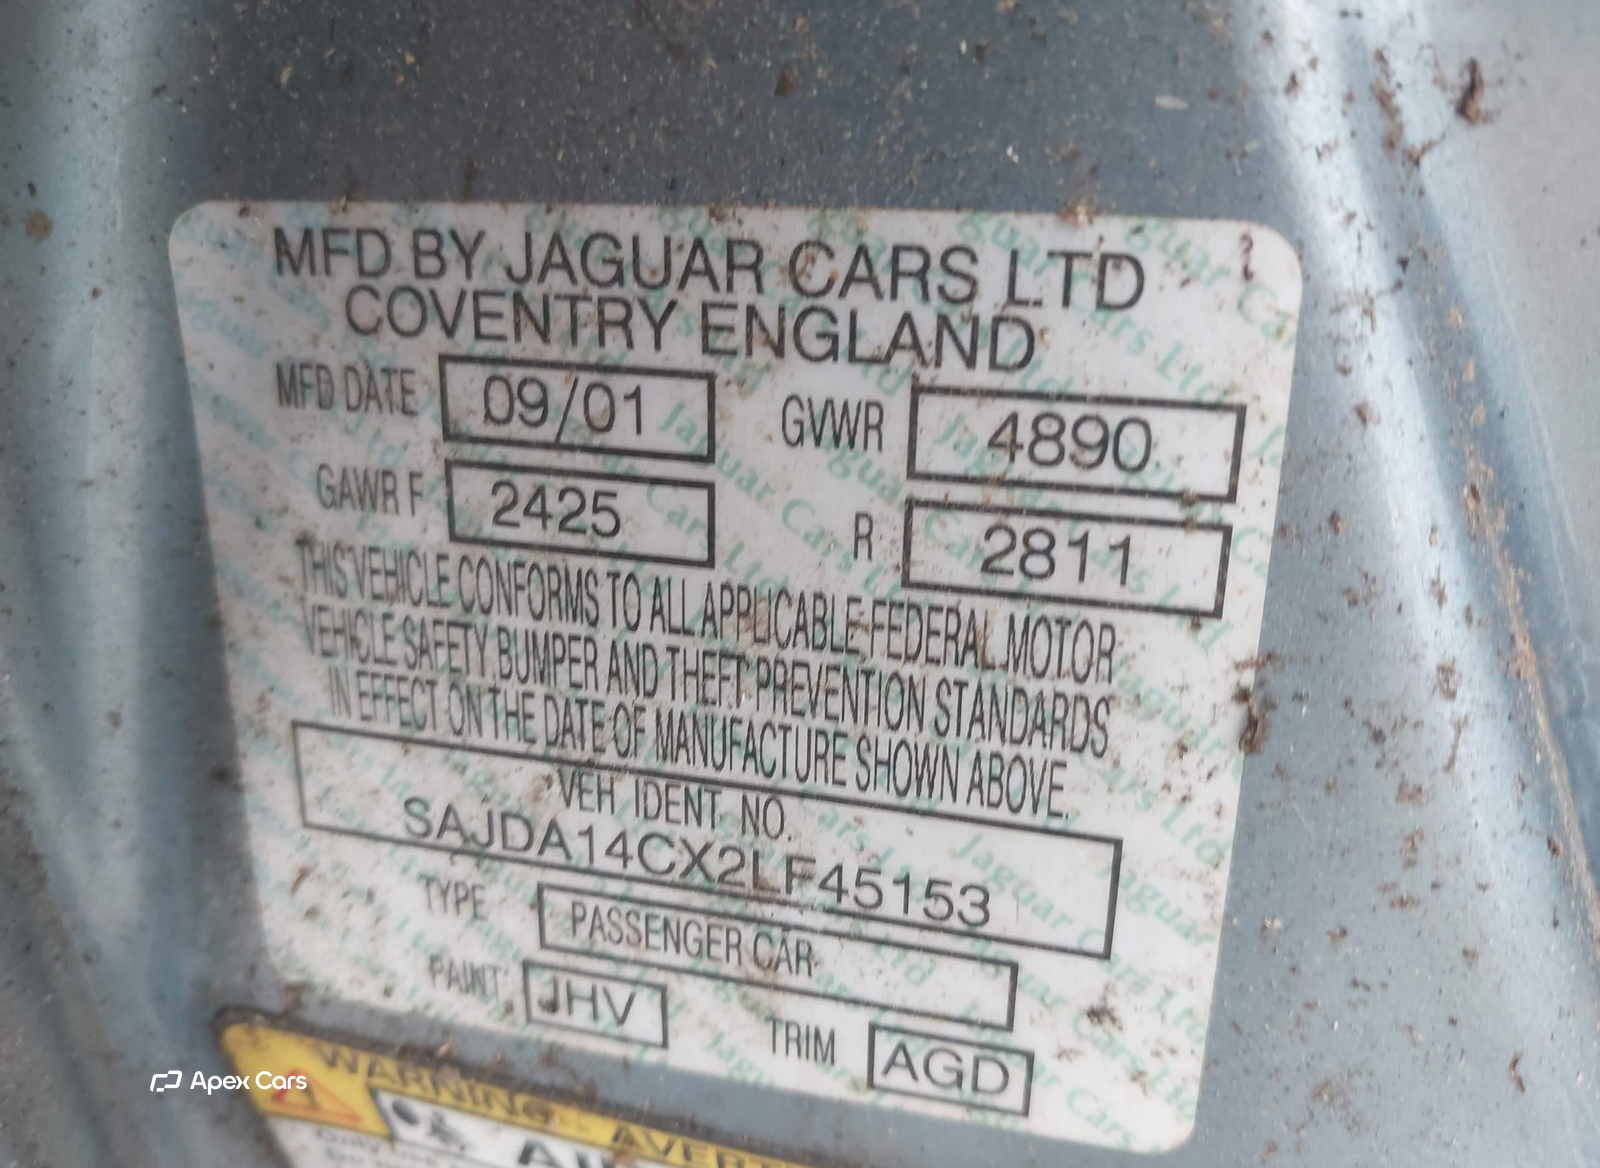 MFD BY JAGUAR CARS LTD
COVENTRY ENGLAND
MFD DATE 09/01 GVWR 4890
GAWR F 2425 R 2811
THIS VEHICLE CONFORMS TO ALL APPLICABLE FEDERAL MOTOR
VEHICLE SAFETY BUMPER AND THEFT PREVENTION STANDARDS
IN EFFECT ON THE DATE OF MANUFACTURE SHOWN ABOVE.
VEH IDENT NO.
SAJDA14CX2LF45153
TYPE PASSENGER CAR
PAINT JHV TRIM AGD
Apex Cars
WARNING